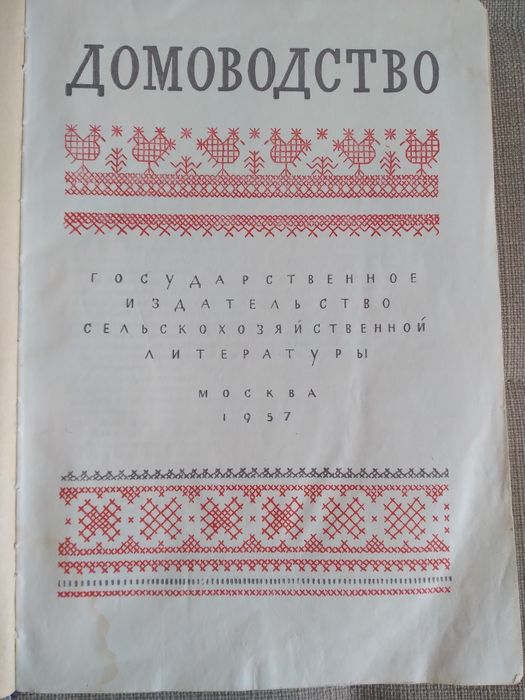 ДОМОВОДСТВО
ГОСУДАРСТВЕННОЕ
ИЗДАТЕЛЬСТВО
СЕЛЬСКОХОЗЯЙСТВЕННОЙ
ЛИТЕРАТУРЫ
МОСКВА
1957